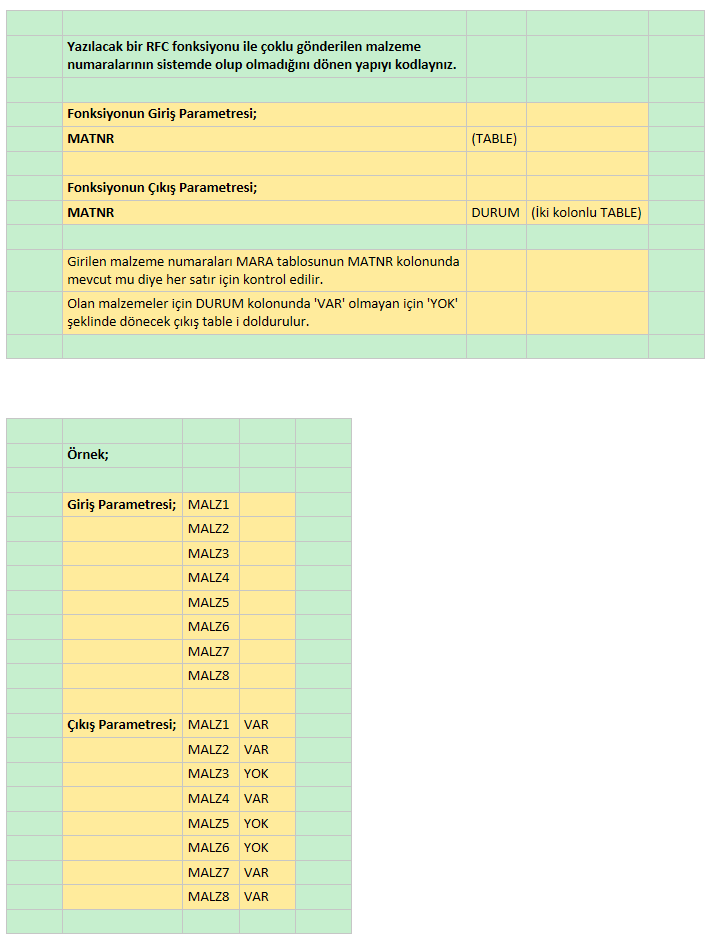 Yazılacak bir RFC fonksiyonu ile çoklu gönderilen malzeme
numaralarının sistemde olup olmadığını dönen yapıyı kodlayınız.
Fonksiyonun Giriş Parametresi;
MATNR (TABLE)
Fonksiyonun Çıkış Parametresi;
MATNR DURUM (İki kolonlu TABLE)
Girilen malzeme numaraları MARA tablosunun MATNR kolonunda
mevcut mu diye her satır için kontrol edilir.
Olan malzemeler için DURUM kolonunda 'VAR' olmayan için 'YOK'
şeklinde dönecek çıkış table i doldurulur.
Örnek;
Giriş Parametresi; MALZ1
MALZ2
MALZ3
MALZ4
MALZ5
MALZ6
MALZ7
MALZ8
Çıkış Parametresi; MALZ1 VAR
MALZ2 VAR
MALZ3 YOK
MALZ4 VAR
MALZ5 YOK
MALZ6 YOK
MALZ7 VAR
MALZ8 VAR